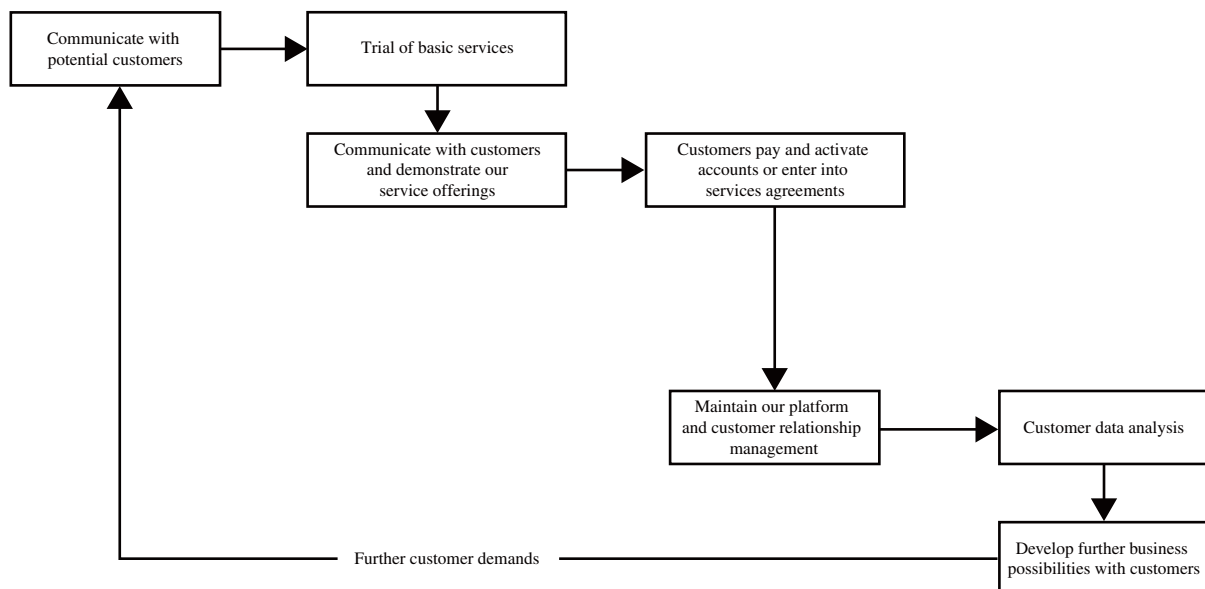 Communicate with
potential customers
Trial of basic services
Communicate with customers
and demonstrate our
service offerings
Customers pay and activate
accounts or enter into
services agreements
Maintain our platform
and customer relationship
management
Customer data analysis
Further customer demands
Develop further business
possibilities with customers